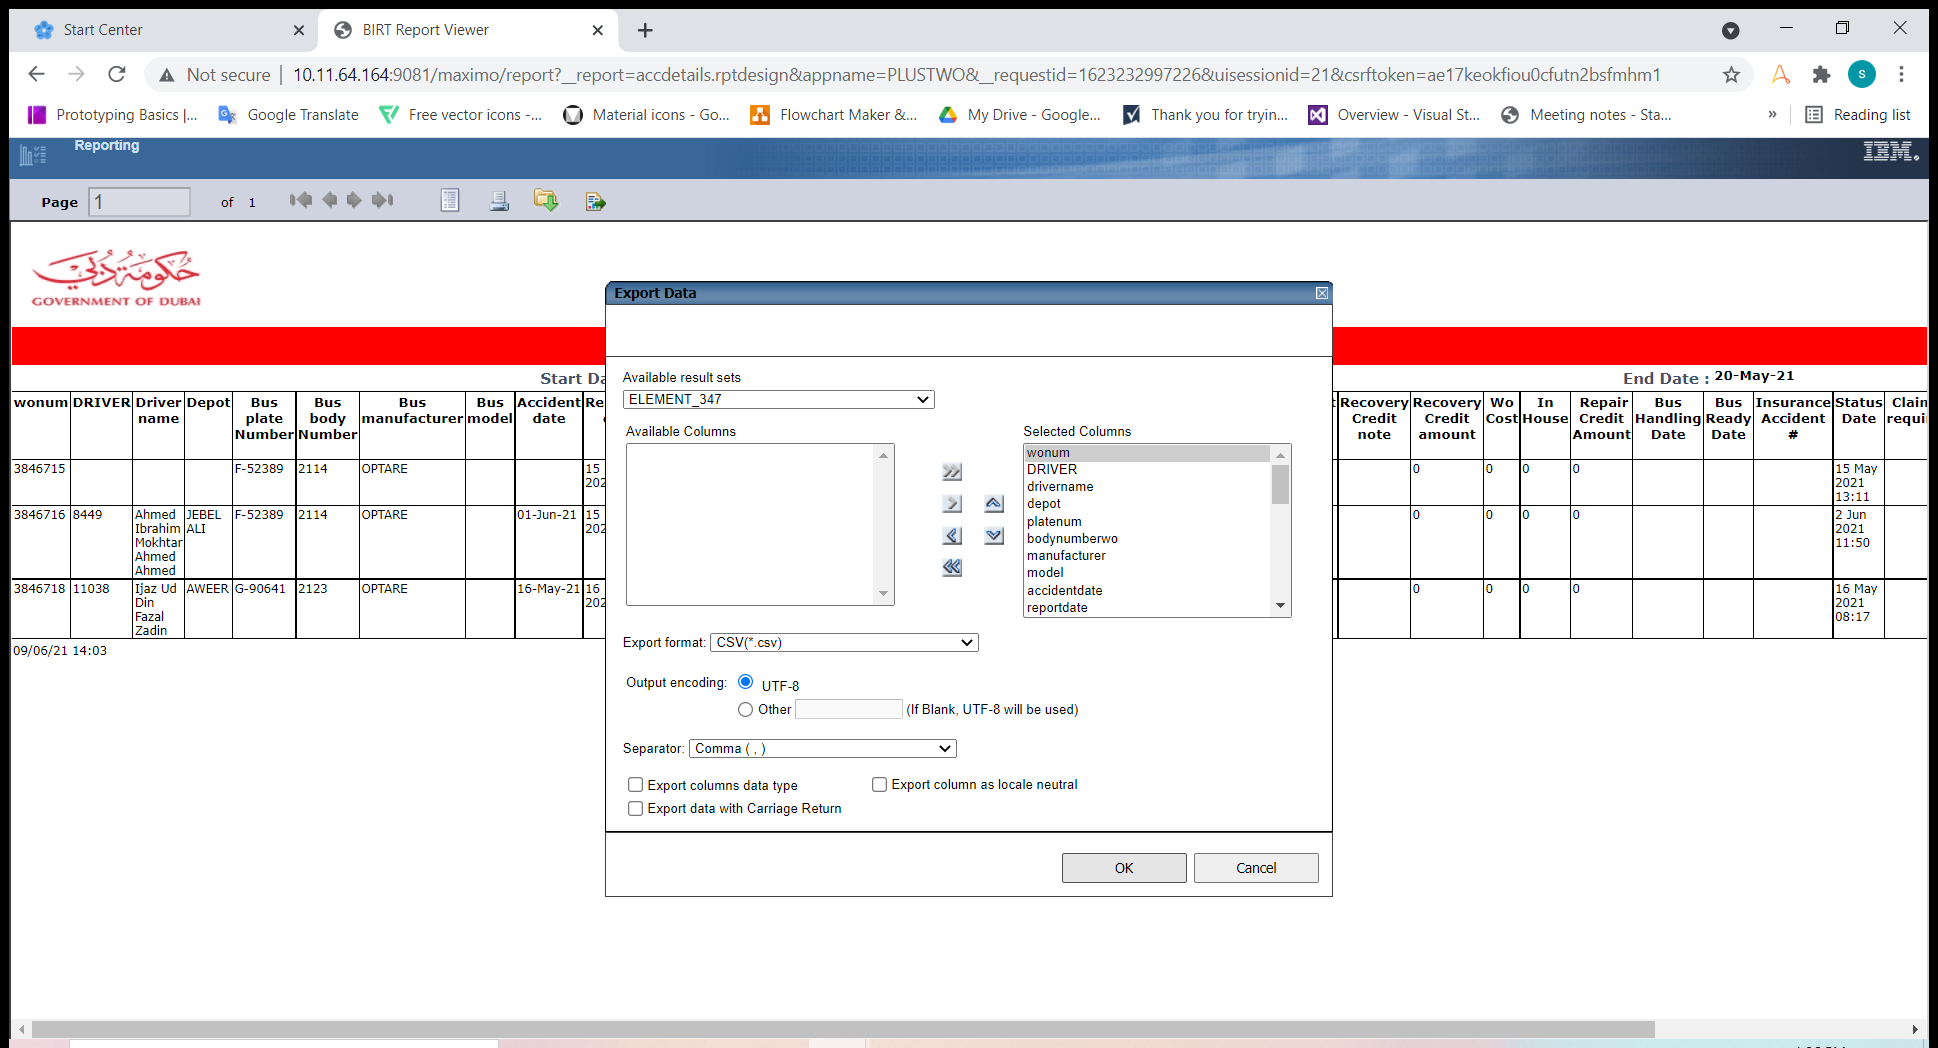 Start Center
BIRT Report Viewer
Not secure
10.11.64.164:9081/maximo/report?__report=accdetails.rptdesign&appname=PLUSTWO&__requestid=1623232997226&uisessionid=21&csrftoken=ae17keokfiou0cfutn2bsfmhm1
S
Prototyping Basics |...
Google Translate
Free vector icons -...
Material icons - Go...
Flowchart Maker &...
My Drive - Google...
Thank you for tryin...
Overview - Visual St...
Meeting notes - Sta...
»
Reading list
Reporting
IBM.
Page 1 of 1
حكومة دبي
GOVERNMENT OF DUBAI
Start Da
End Date : 20-May-21
wonum
DRIVER
Driver name
Depot
Bus plate Number
Bus body Number
Bus manufacturer
Bus model
Accident date
Re
Recovery Credit note
Recovery Credit amount
Wo Cost
In House
Repair Credit Amount
Bus Handling Date
Bus Ready Date
Insurance Accident #
Status Date
Clain requi
3846715 F-52389 2114 OPTARE 15 202 0 0 0 0 15 May 2021 13:11
3846716 8449 Ahmed Ibrahim Mokhtar Ahmed Ahmed JEBEL ALI F-52389 2114 OPTARE 01-Jun-21 15 202 0 0 0 0 2 Jun 2021 11:50
3846718 11038 Ijaz Ud Din Fazal Zadin AWEER G-90641 2123 OPTARE 16-May-21 16 202 0 0 0 0 16 May 2021 08:17
09/06/21 14:03
Export Data
Available result sets
ELEMENT_347
Available Columns
Selected Columns
wonum
DRIVER
drivername
depot
platenum
bodynumberwo
manufacturer
model
accidentdate
reportdate
Export format: CSV(*.csv)
Output encoding: UTF-8
Other (If Blank, UTF-8 will be used)
Separator: Comma ( , )
Export columns data type
Export column as locale neutral
Export data with Carriage Return
OK
Cancel